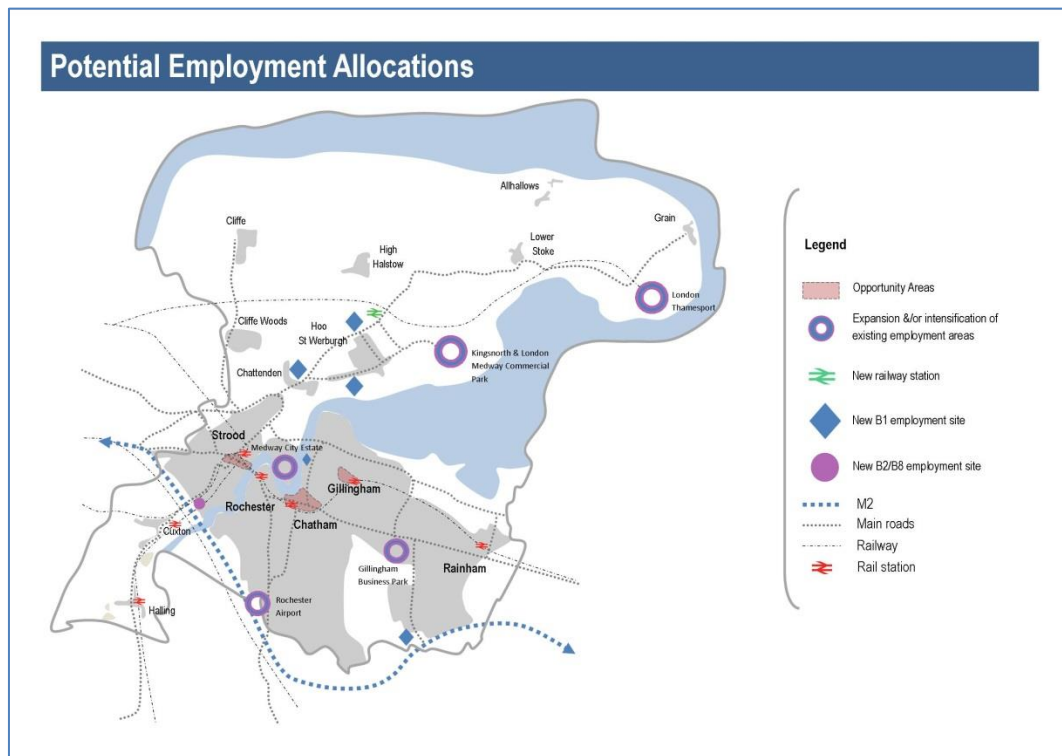 Potential Employment Allocations
Allhallows
Cliffe
Grain
High
Halstow
Lower
Stoke
London
Thamesport
Cliffe Woods
Hoo
St Werburgh
Kingsnorth & London
Medway Commercial
Park
Chattenden
Strood
Medway City Estate
Gillingham
Rochester
Chatham
Cuxton
Gillingham
Business Park
Rainham
Rochester
Airport
Halling
Legend
Opportunity Areas
Expansion &/or intensification of
existing employment areas
New railway station
New B1 employment site
New B2/B8 employment site
M2
Main roads
Railway
Rail station